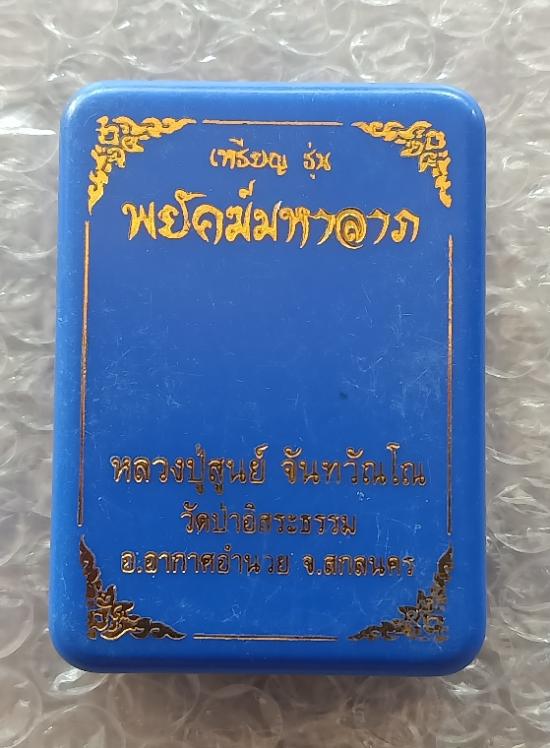 เหรียญ รุ่น
พยัคฆ์มหาลาภ
หลวงปู่สูนย์ จันทวัณโณ
วัดป่าอิสระธรรม
อ.อากาศอำนวย จ.สกลนคร